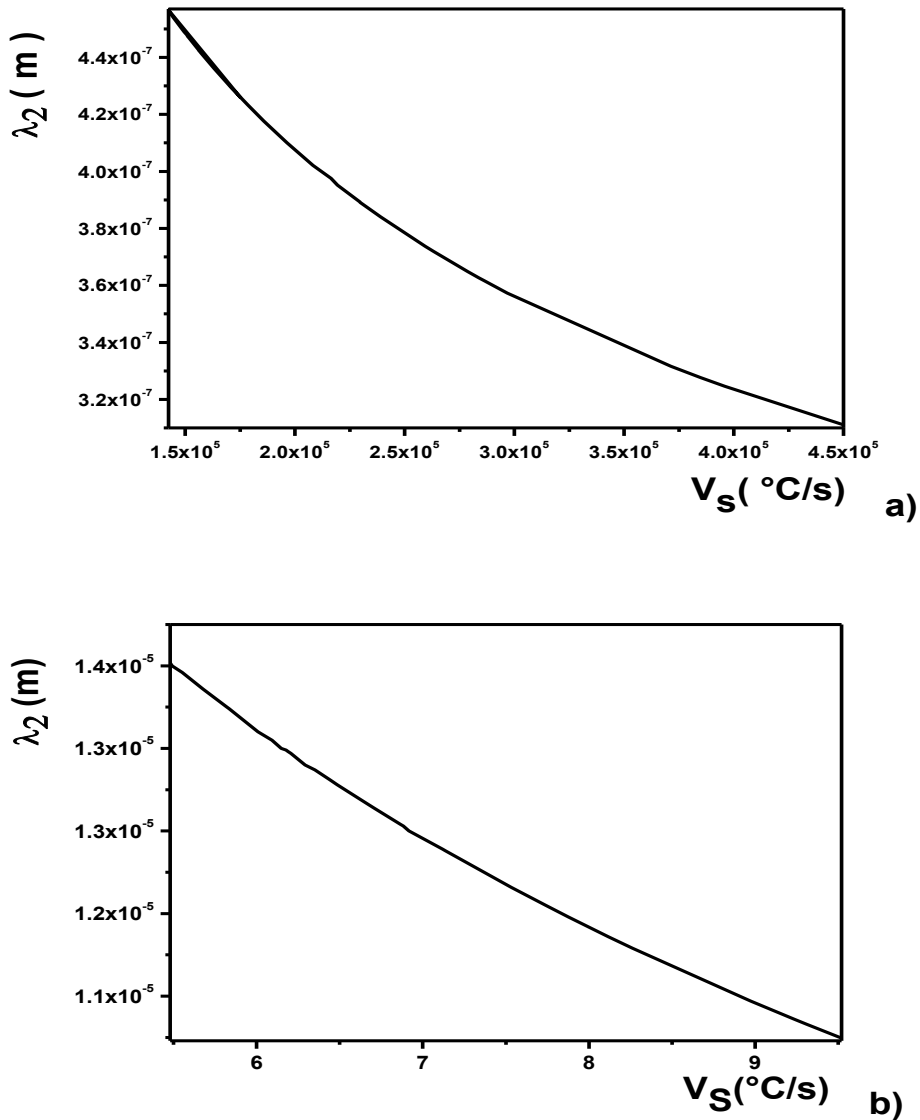 λ₂ ( m )
4.4x10⁻⁷
4.2x10⁻⁷
4.0x10⁻⁷
3.8x10⁻⁷
3.6x10⁻⁷
3.4x10⁻⁷
3.2x10⁻⁷
1.5x10⁵ 2.0x10⁵ 2.5x10⁵ 3.0x10⁵ 3.5x10⁵ 4.0x10⁵ 4.5x10⁵
V_S( °C/s)
a)
λ₂ (m)
1.4x10⁻⁵
1.3x10⁻⁵
1.3x10⁻⁵
1.2x10⁻⁵
1.1x10⁻⁵
6 7 8 9
V_S(°C/s)
b)